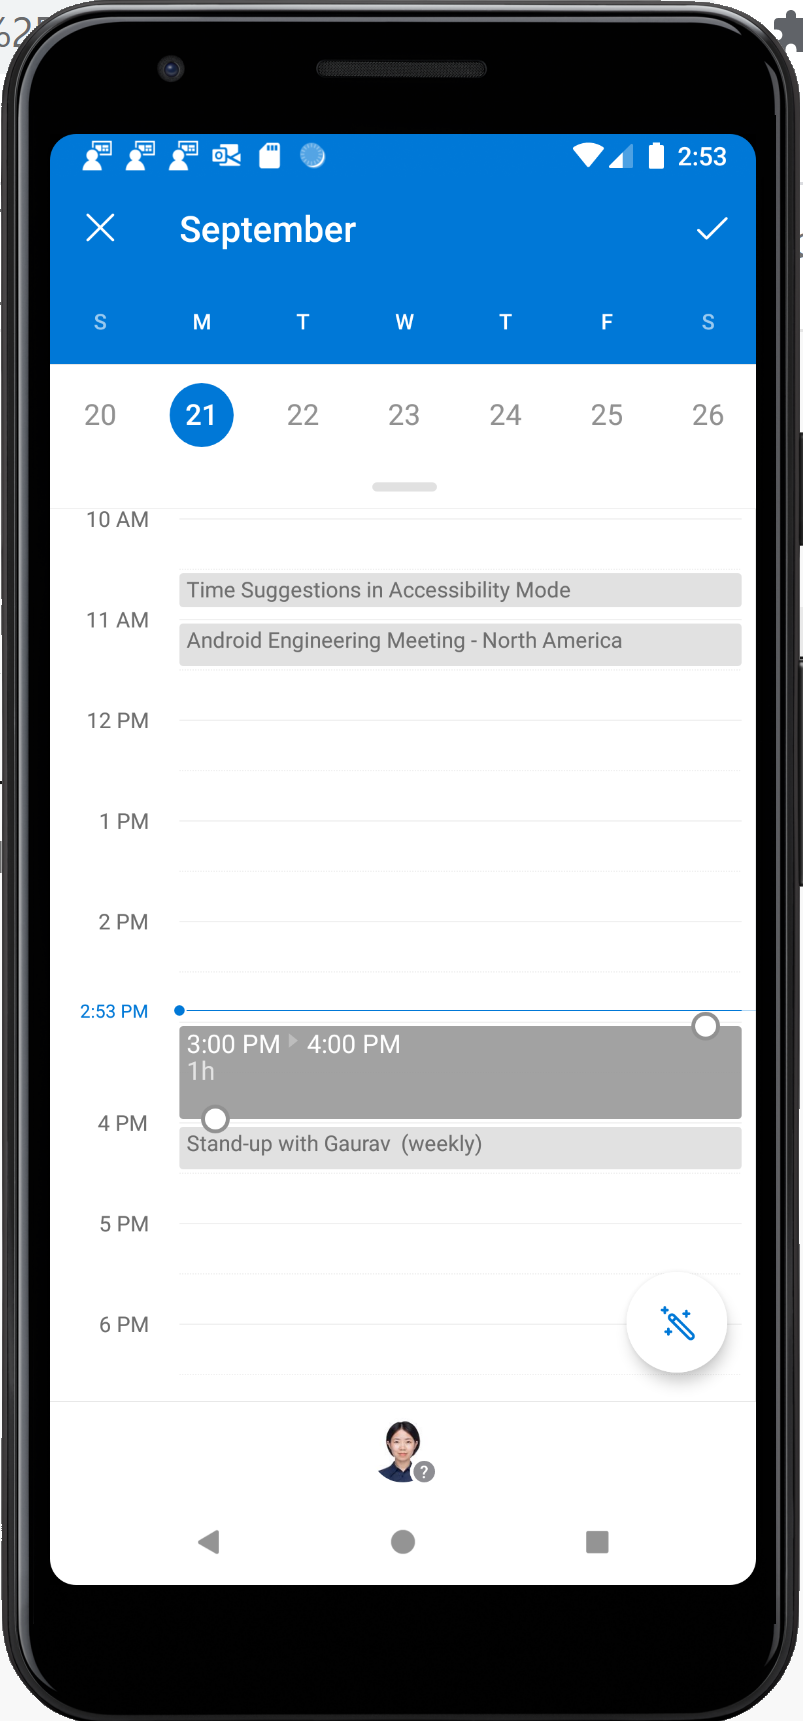 2:53
September
S M T W T F S
20 21 22 23 24 25 26
10 AM
Time Suggestions in Accessibility Mode
11 AM
Android Engineering Meeting - North America
12 PM
1 PM
2 PM
2:53 PM
3:00 PM 4:00 PM
1h
4 PM
Stand-up with Gaurav (weekly)
5 PM
6 PM
?